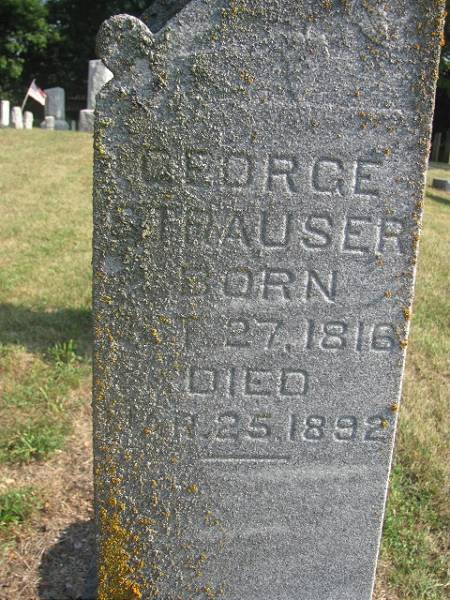 GEORGE
STRAUSER
BORN
27, 1816
DIED
25, 1892